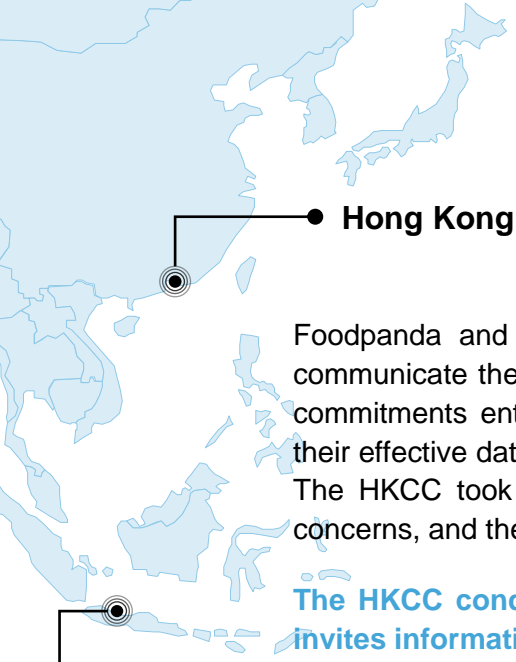 Hong Kong
Foodpanda and
communicate the
commitments ent
their effective dat
The HKCC took
concerns, and the
The HKCC cond
invites informati